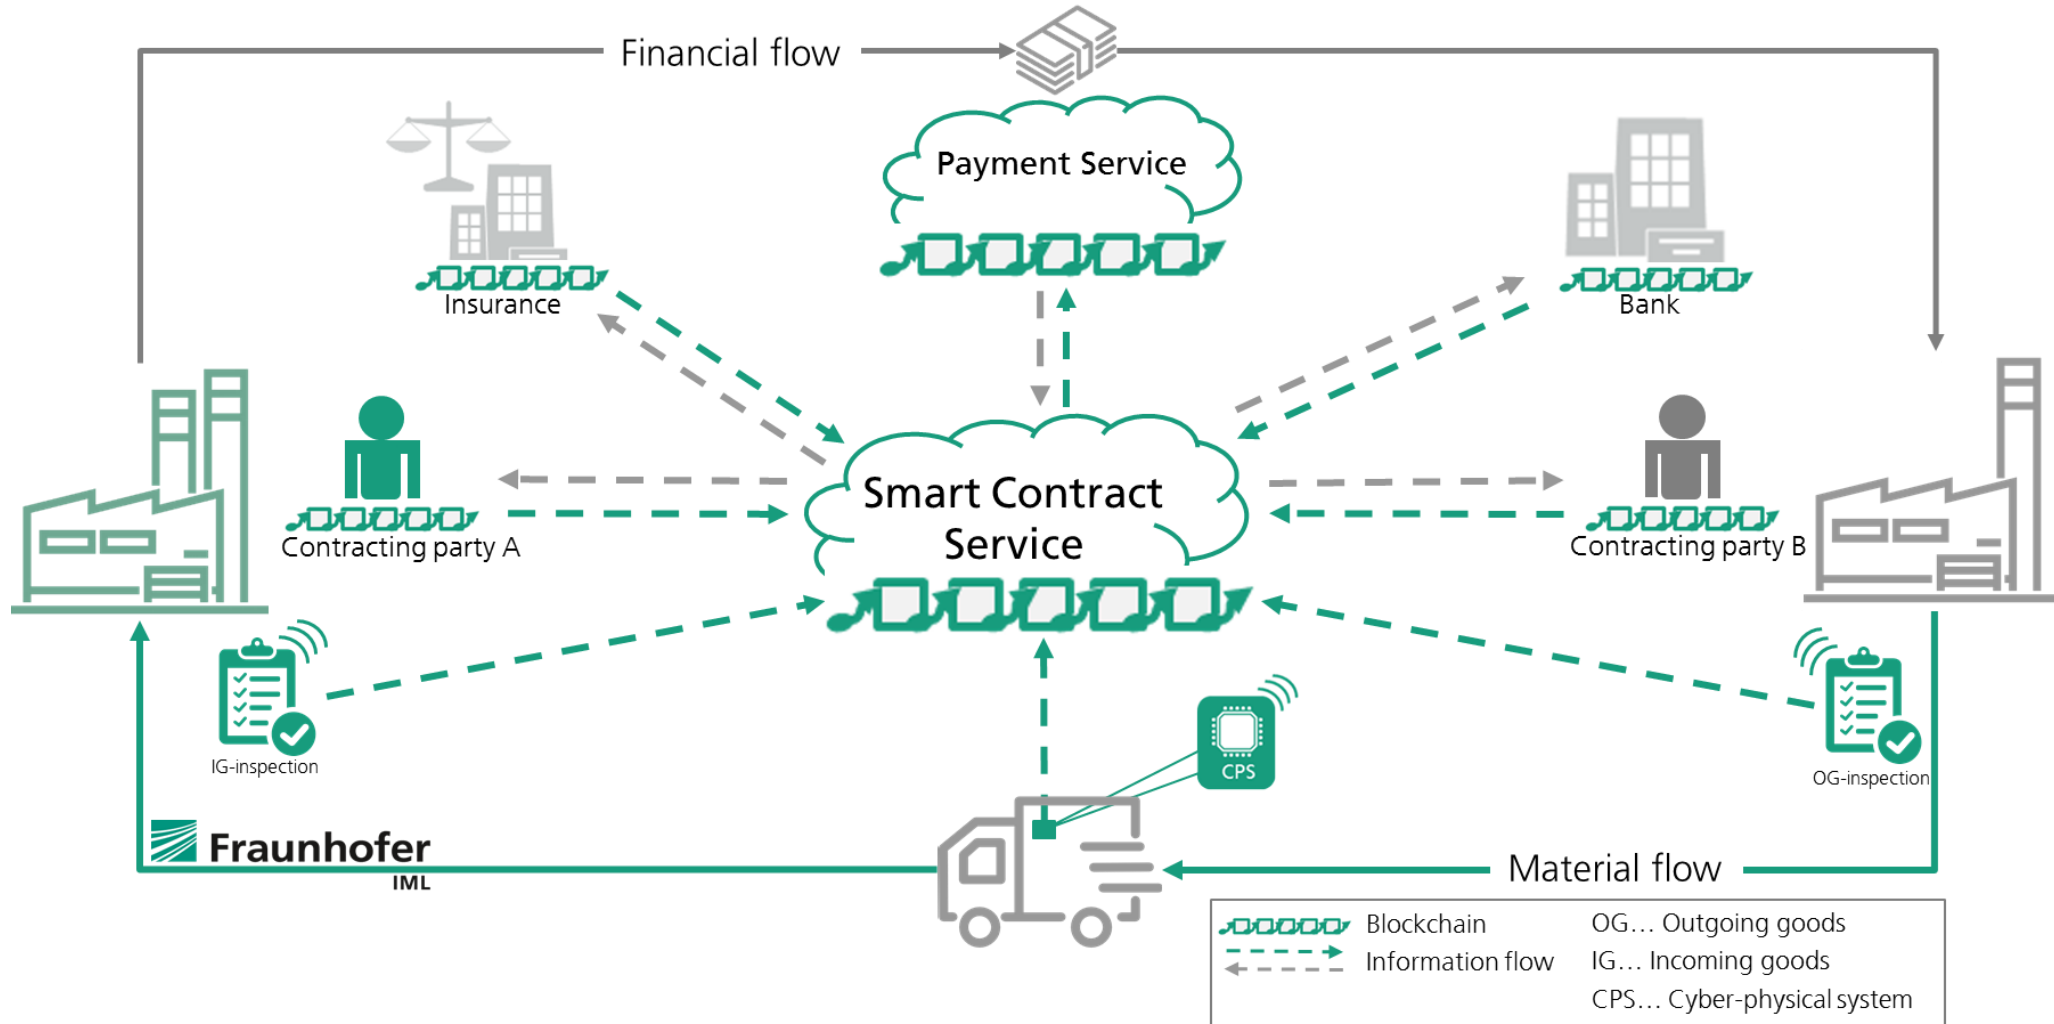 Financial flow
Payment Service
Insurance
Bank
Smart Contract
Service
Contracting party A
Contracting party B
IG-inspection
CPS
OG-inspection
Fraunhofer
IML
Material flow
Blockchain
Information flow
OG... Outgoing goods
IG... Incoming goods
CPS... Cyber-physical system